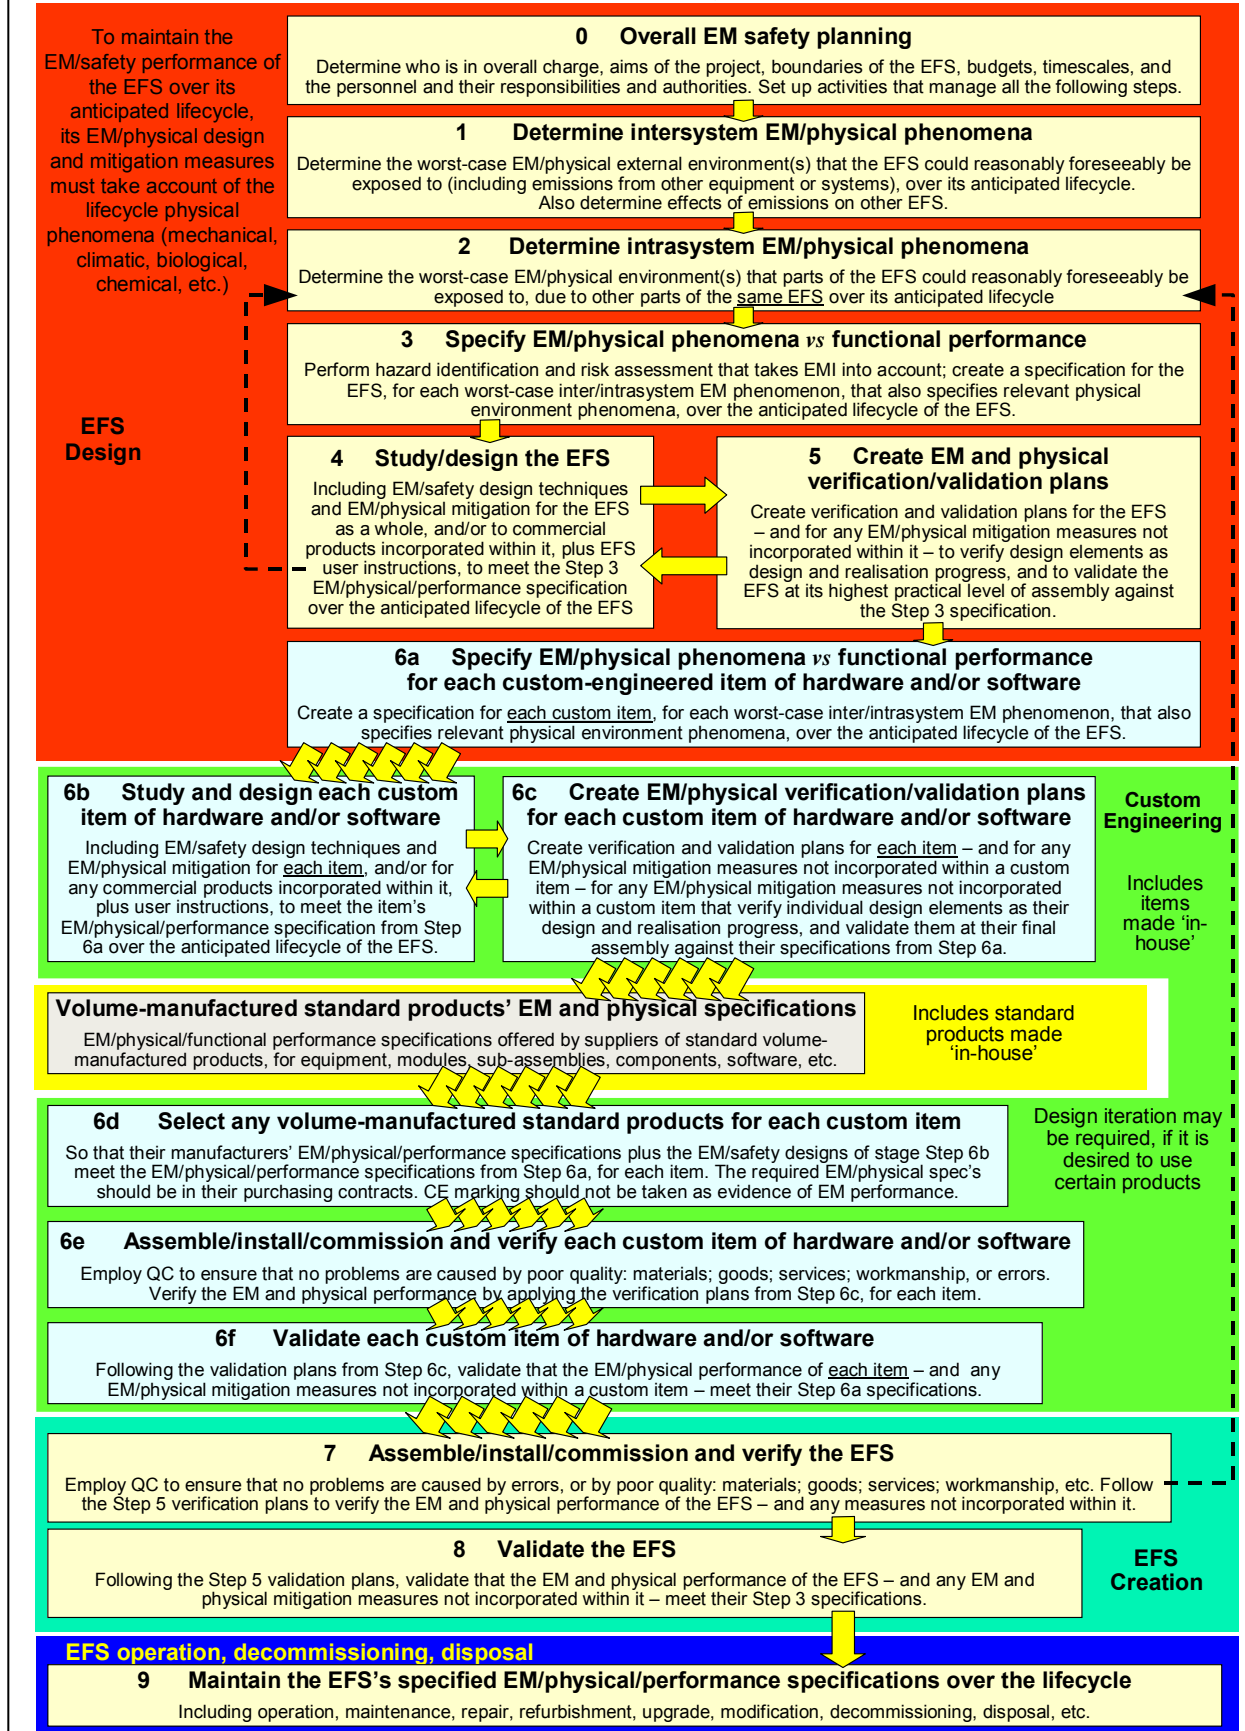 To maintain the
EM/safety performance of
the EFS over its
anticipated lifecycle,
its EM/physical design
and mitigation measures
must take account of the
lifecycle physical
phenomena (mechanical,
climatic, biological,
chemical, etc.)
0 Overall EM safety planning
Determine who is in overall charge, aims of the project, boundaries of the EFS, budgets, timescales, and
the personnel and their responsibilities and authorities. Set up activities that manage all the following steps.
1 Determine intersystem EM/physical phenomena
Determine the worst-case EM/physical external environment(s) that the EFS could reasonably foreseeably be
exposed to (including emissions from other equipment or systems), over its anticipated lifecycle.
Also determine effects of emissions on other EFS.
2 Determine intrasystem EM/physical phenomena
Determine the worst-case EM/physical environment(s) that parts of the EFS could reasonably foreseeably be
exposed to, due to other parts of the same EFS over its anticipated lifecycle
3 Specify EM/physical phenomena vs functional performance
Perform hazard identification and risk assessment that takes EMI into account; create a specification for the
EFS, for each worst-case inter/intrasystem EM phenomenon, that also specifies relevant physical
environment phenomena, over the anticipated lifecycle of the EFS.
EFS
Design
4 Study/design the EFS
Including EM/safety design techniques
and EM/physical mitigation for the EFS
as a whole, and/or to commercial
products incorporated within it, plus EFS
user instructions, to meet the Step 3
EM/physical/performance specification
over the anticipated lifecycle of the EFS
5 Create EM and physical
verification/validation plans
Create verification and validation plans for the EFS
– and for any EM/physical mitigation measures not
incorporated within it – to verify design elements as
design and realisation progress, and to validate the
EFS at its highest practical level of assembly against
the Step 3 specification.
6a Specify EM/physical phenomena vs functional performance
for each custom-engineered item of hardware and/or software
Create a specification for each custom item, for each worst-case inter/intrasystem EM phenomenon, that also
specifies relevant physical environment phenomena, over the anticipated lifecycle of the EFS.
6b Study and design each custom
item of hardware and/or software
Including EM/safety design techniques and
EM/physical mitigation for each item, and/or for
any commercial products incorporated within it,
plus user instructions, to meet the item's
EM/physical/performance specification from Step
6a over the anticipated lifecycle of the EFS.
6c Create EM/physical verification/validation plans
for each custom item of hardware and/or software
Create verification and validation plans for each item – and for any
EM/physical mitigation measures not incorporated within a custom
item – for any EM/physical mitigation measures not incorporated
within a custom item that verify individual design elements as their
design and realisation progress, and validate them at their final
assembly against their specifications from Step 6a.
Custom
Engineering
Includes
items
made 'in-
house'
Volume-manufactured standard products' EM and physical specifications
EM/physical/functional performance specifications offered by suppliers of standard volume-
manufactured products, for equipment, modules, sub-assemblies, components, software, etc.
Includes standard
products made
'in-house'
6d Select any volume-manufactured standard products for each custom item
So that their manufacturers' EM/physical/performance specifications plus the EM/safety designs of stage Step 6b
meet the EM/physical/performance specifications from Step 6a, for each item. The required EM/physical spec's
should be in their purchasing contracts. CE marking should not be taken as evidence of EM performance.
Design iteration may
be required, if it is
desired to use
certain products
6e Assemble/install/commission and verify each custom item of hardware and/or software
Employ QC to ensure that no problems are caused by poor quality: materials; goods; services; workmanship, or errors.
Verify the EM and physical performance by applying the verification plans from Step 6c, for each item.
6f Validate each custom item of hardware and/or software
Following the validation plans from Step 6c, validate that the EM/physical performance of each item – and any
EM/physical mitigation measures not incorporated within a custom item – meet their Step 6a specifications.
7 Assemble/install/commission and verify the EFS
Employ QC to ensure that no problems are caused by errors, or by poor quality: materials; goods; services; workmanship, etc. Follow
the Step 5 verification plans to verify the EM and physical performance of the EFS – and any measures not incorporated within it.
8 Validate the EFS
Following the Step 5 validation plans, validate that the EM and physical performance of the EFS – and any EM and
physical mitigation measures not incorporated within it – meet their Step 3 specifications.
EFS
Creation
EFS operation, decommissioning, disposal
9 Maintain the EFS's specified EM/physical/performance specifications over the lifecycle
Including operation, maintenance, repair, refurbishment, upgrade, modification, decommissioning, disposal, etc.